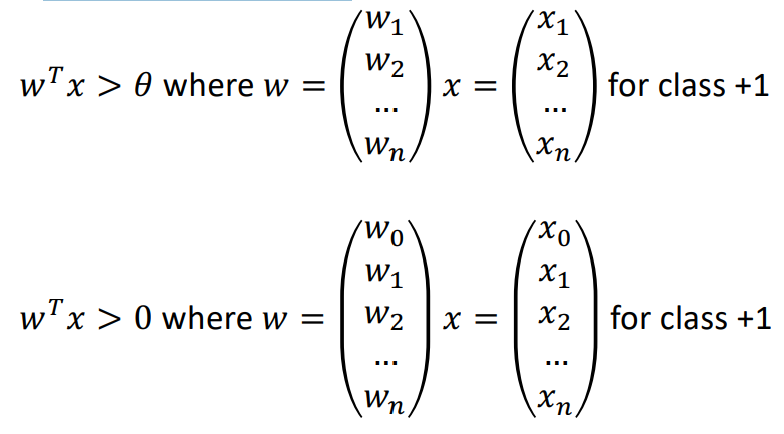 wᵀx > θ where w = (w₁ w₂ ... wₙ) x = (x₁ x₂ ... xₙ) for class +1
wᵀx > 0 where w = (w₀ w₁ w₂ ... wₙ) x = (x₀ x₁ x₂ ... xₙ) for class +1